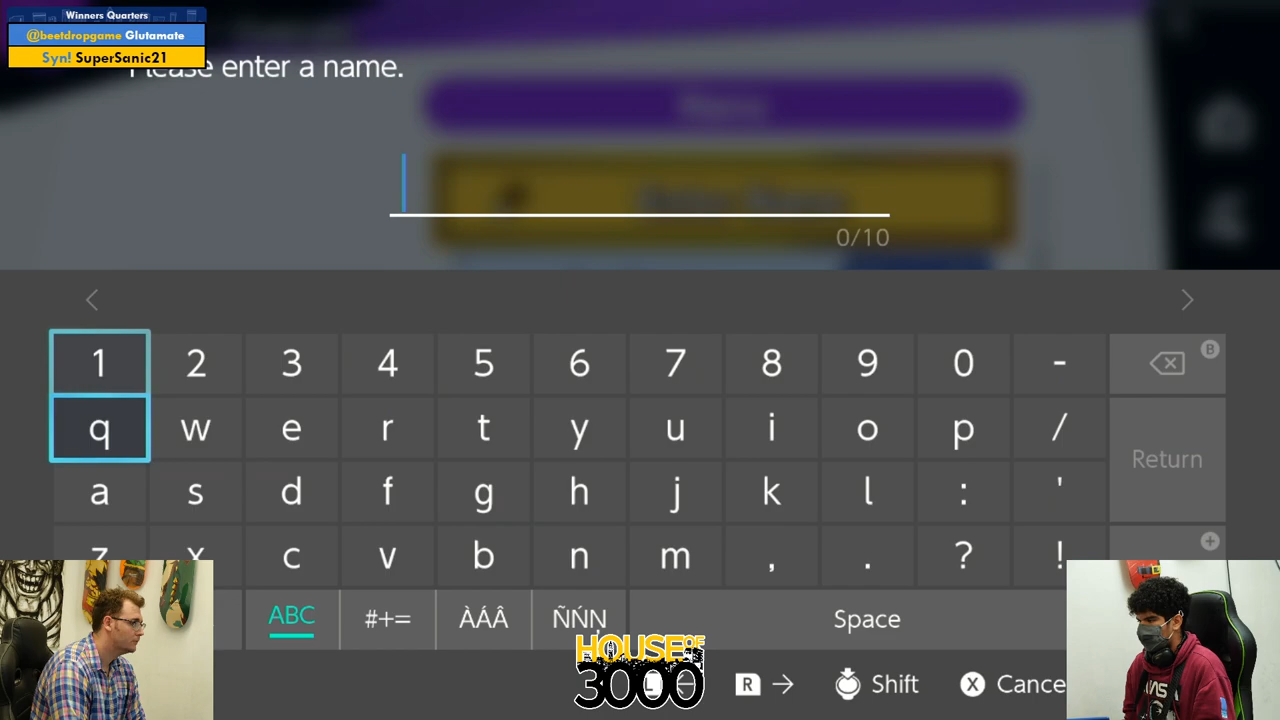 Winners Quarters
@beetdropgame Glutamate
Syn! SuperSanic21
Please enter a name.
0/10
1 2 3 4 5 6 7 8 9 0 -
B
q w e r t y u i o p /
Return
a s d f g h j k l : '
z x c v b n m , . ? !
+
ABC #+= ÀÁÂ ÑŃŅ Space
HOUSE OF
3000
L
R → Shift X Cance